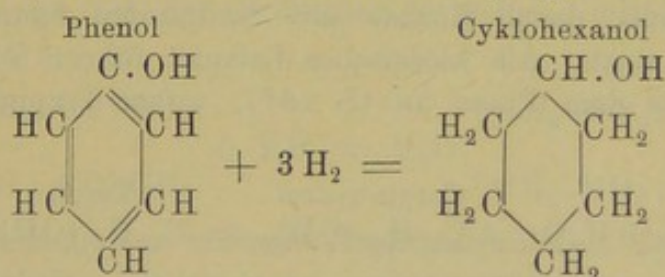 Phenol Cyklohexanol
C.OH CH.OH
HC CH H₂C CH₂
+ 3 H₂ =
HC CH H₂C CH₂
CH CH₂